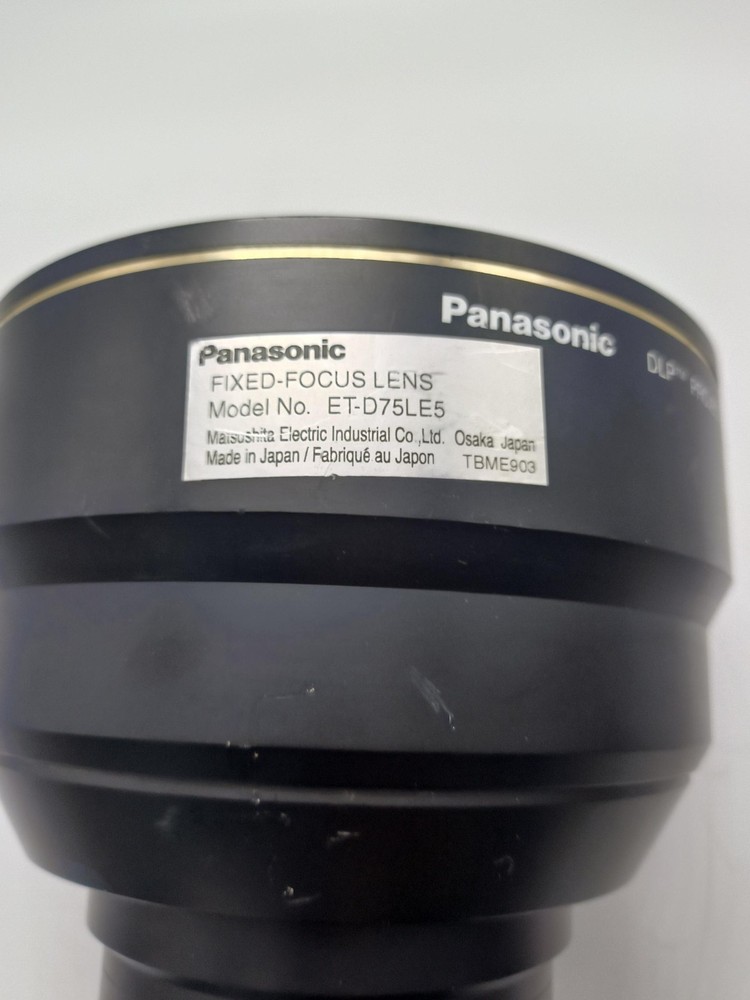 Panasonic
DLP™
Panasonic
FIXED-FOCUS LENS
Model No. ET-D75LE5
Matsushita Electric Industrial Co.,Ltd. Osaka Japan
Made in Japan / Fabriqué au Japon TBME903